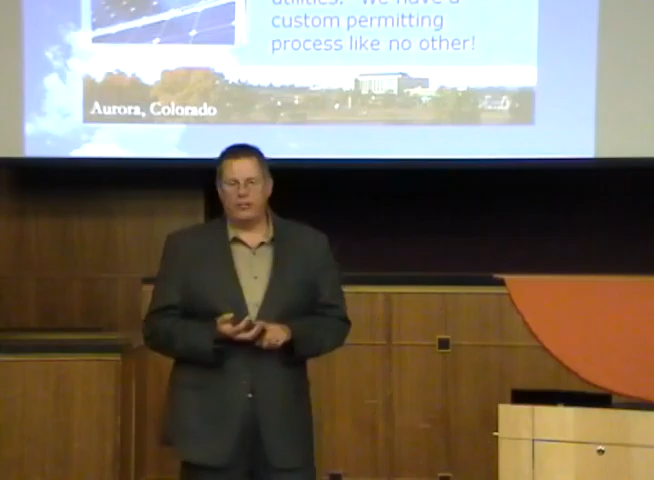 utilities." We have a
custom permitting
process like no other!
Aurora, Colorado